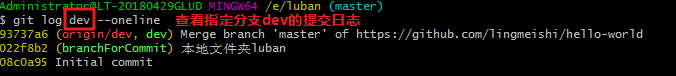 Administrator@LT-20180429GLUD MINGW64 /e/luban (master)
$ git log dev --oneline 查看指定分支dev的提交日志
93737a6 (origin/dev, dev) Merge branch 'master' of https://github.com/lingmeishi/hello-world
022f8b2 (branchForCommit) 本地文件夹luban
08c0a95 Initial commit